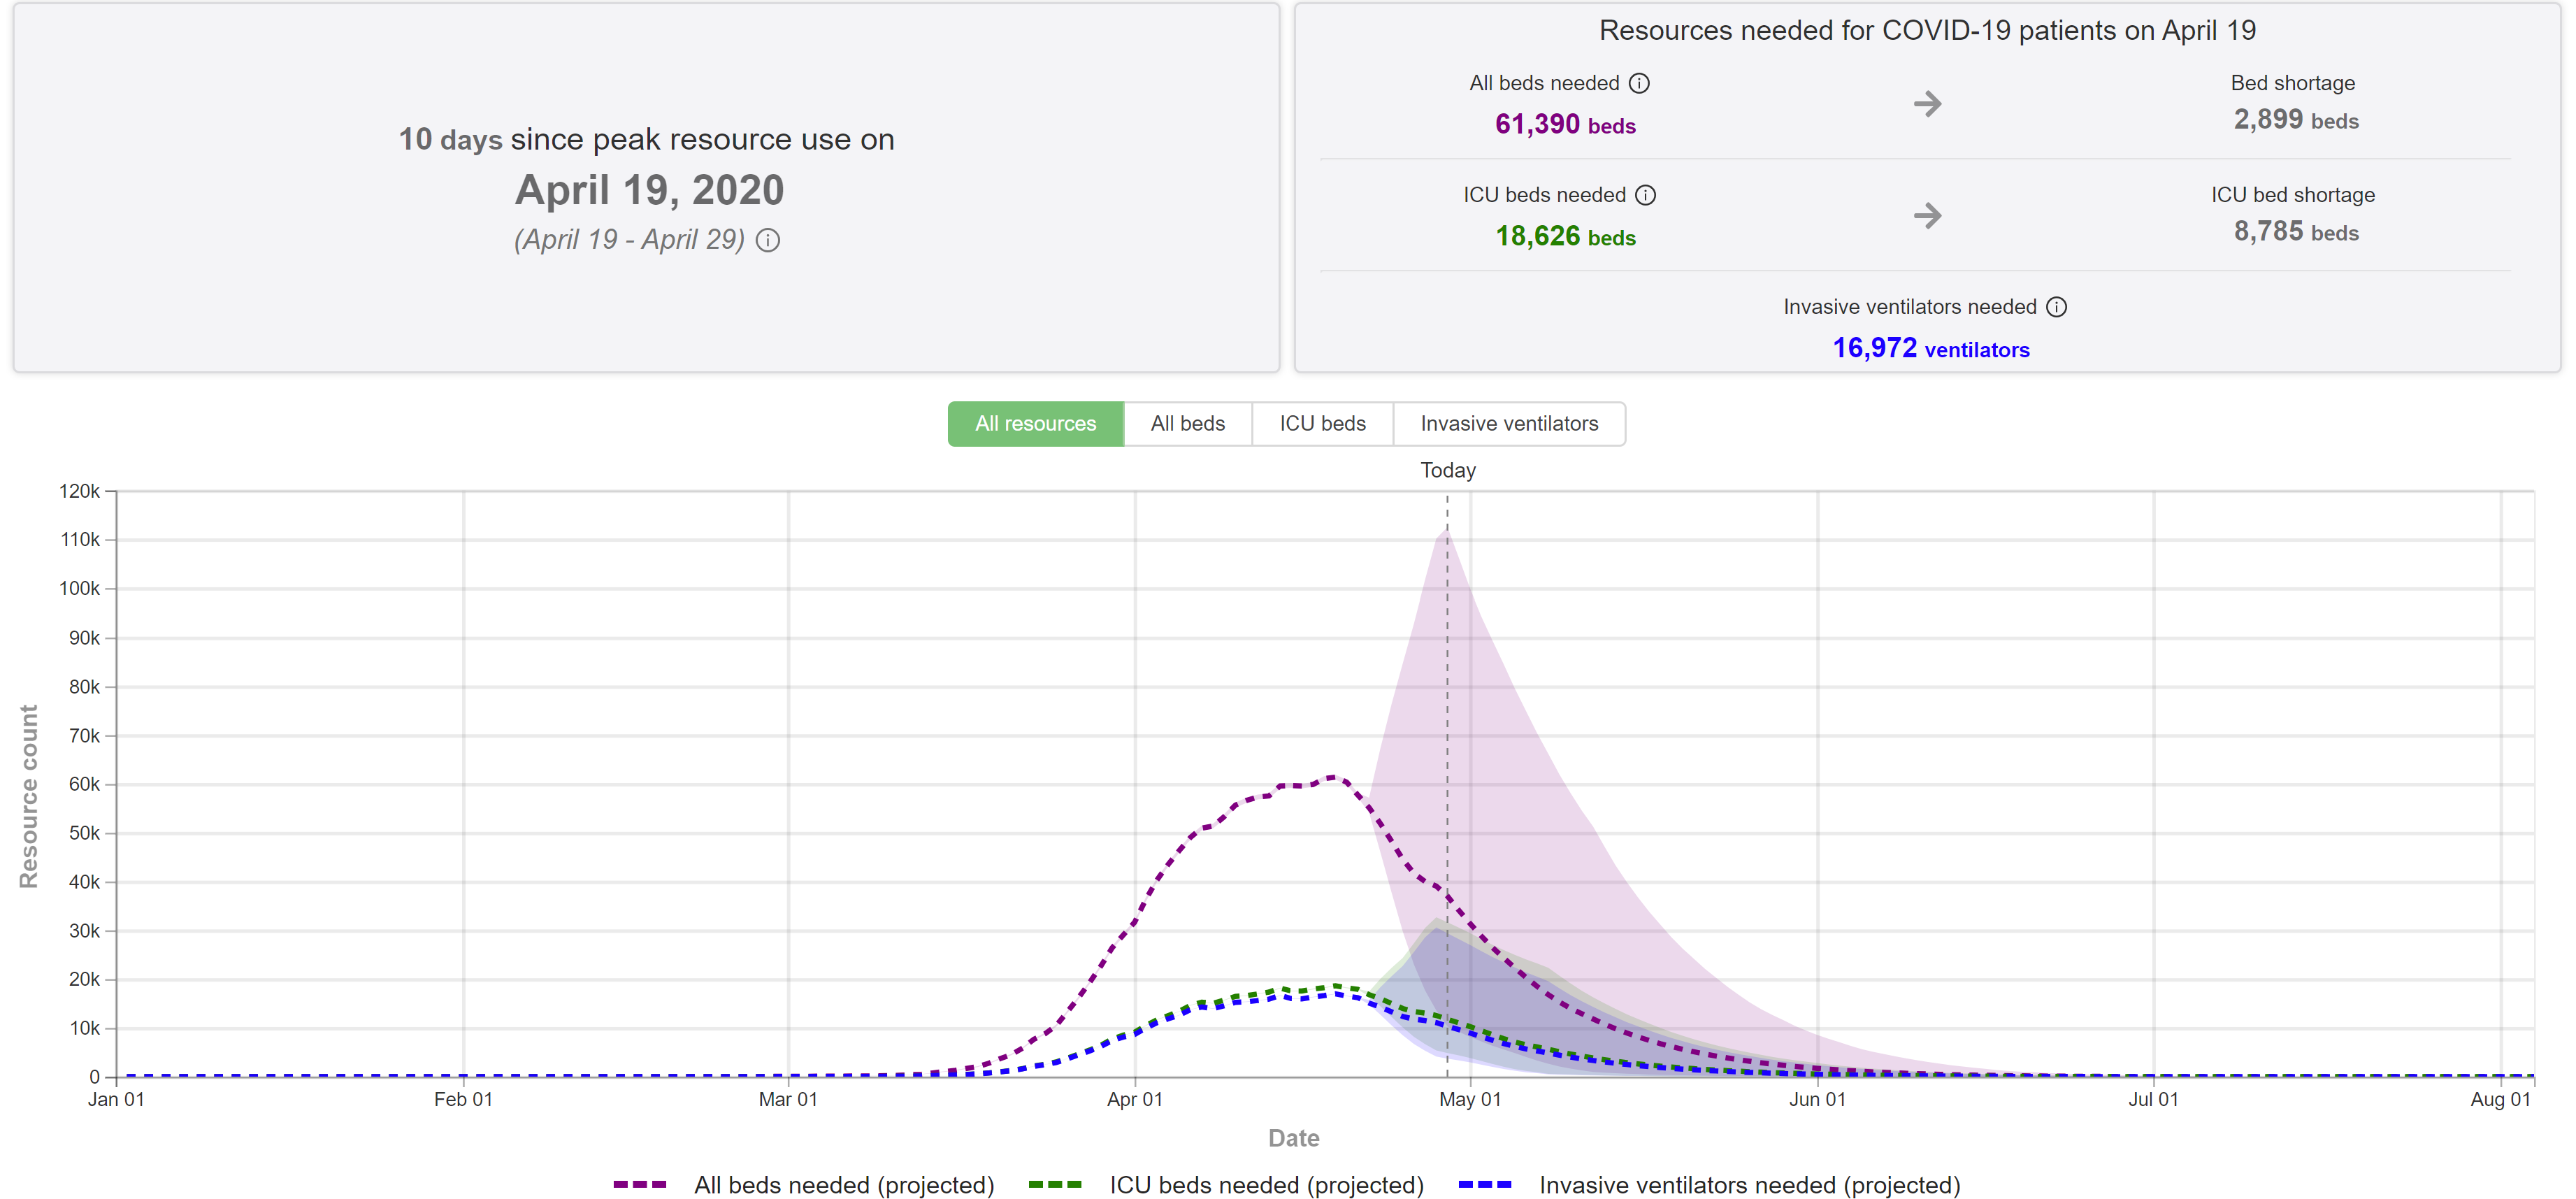 10 days since peak resource use on
April 19, 2020
(April 19 - April 29)
Resources needed for COVID-19 patients on April 19
All beds needed
61,390 beds
Bed shortage
2,899 beds
ICU beds needed
18,626 beds
ICU bed shortage
8,785 beds
Invasive ventilators needed
16,972 ventilators
All resources All beds ICU beds Invasive ventilators
Today
120k
110k
100k
90k
80k
70k
60k
50k
40k
30k
20k
10k
0
Resource count
Jan 01 Feb 01 Mar 01 Apr 01 May 01 Jun 01 Jul 01 Aug 01
Date
All beds needed (projected) ICU beds needed (projected) Invasive ventilators needed (projected)